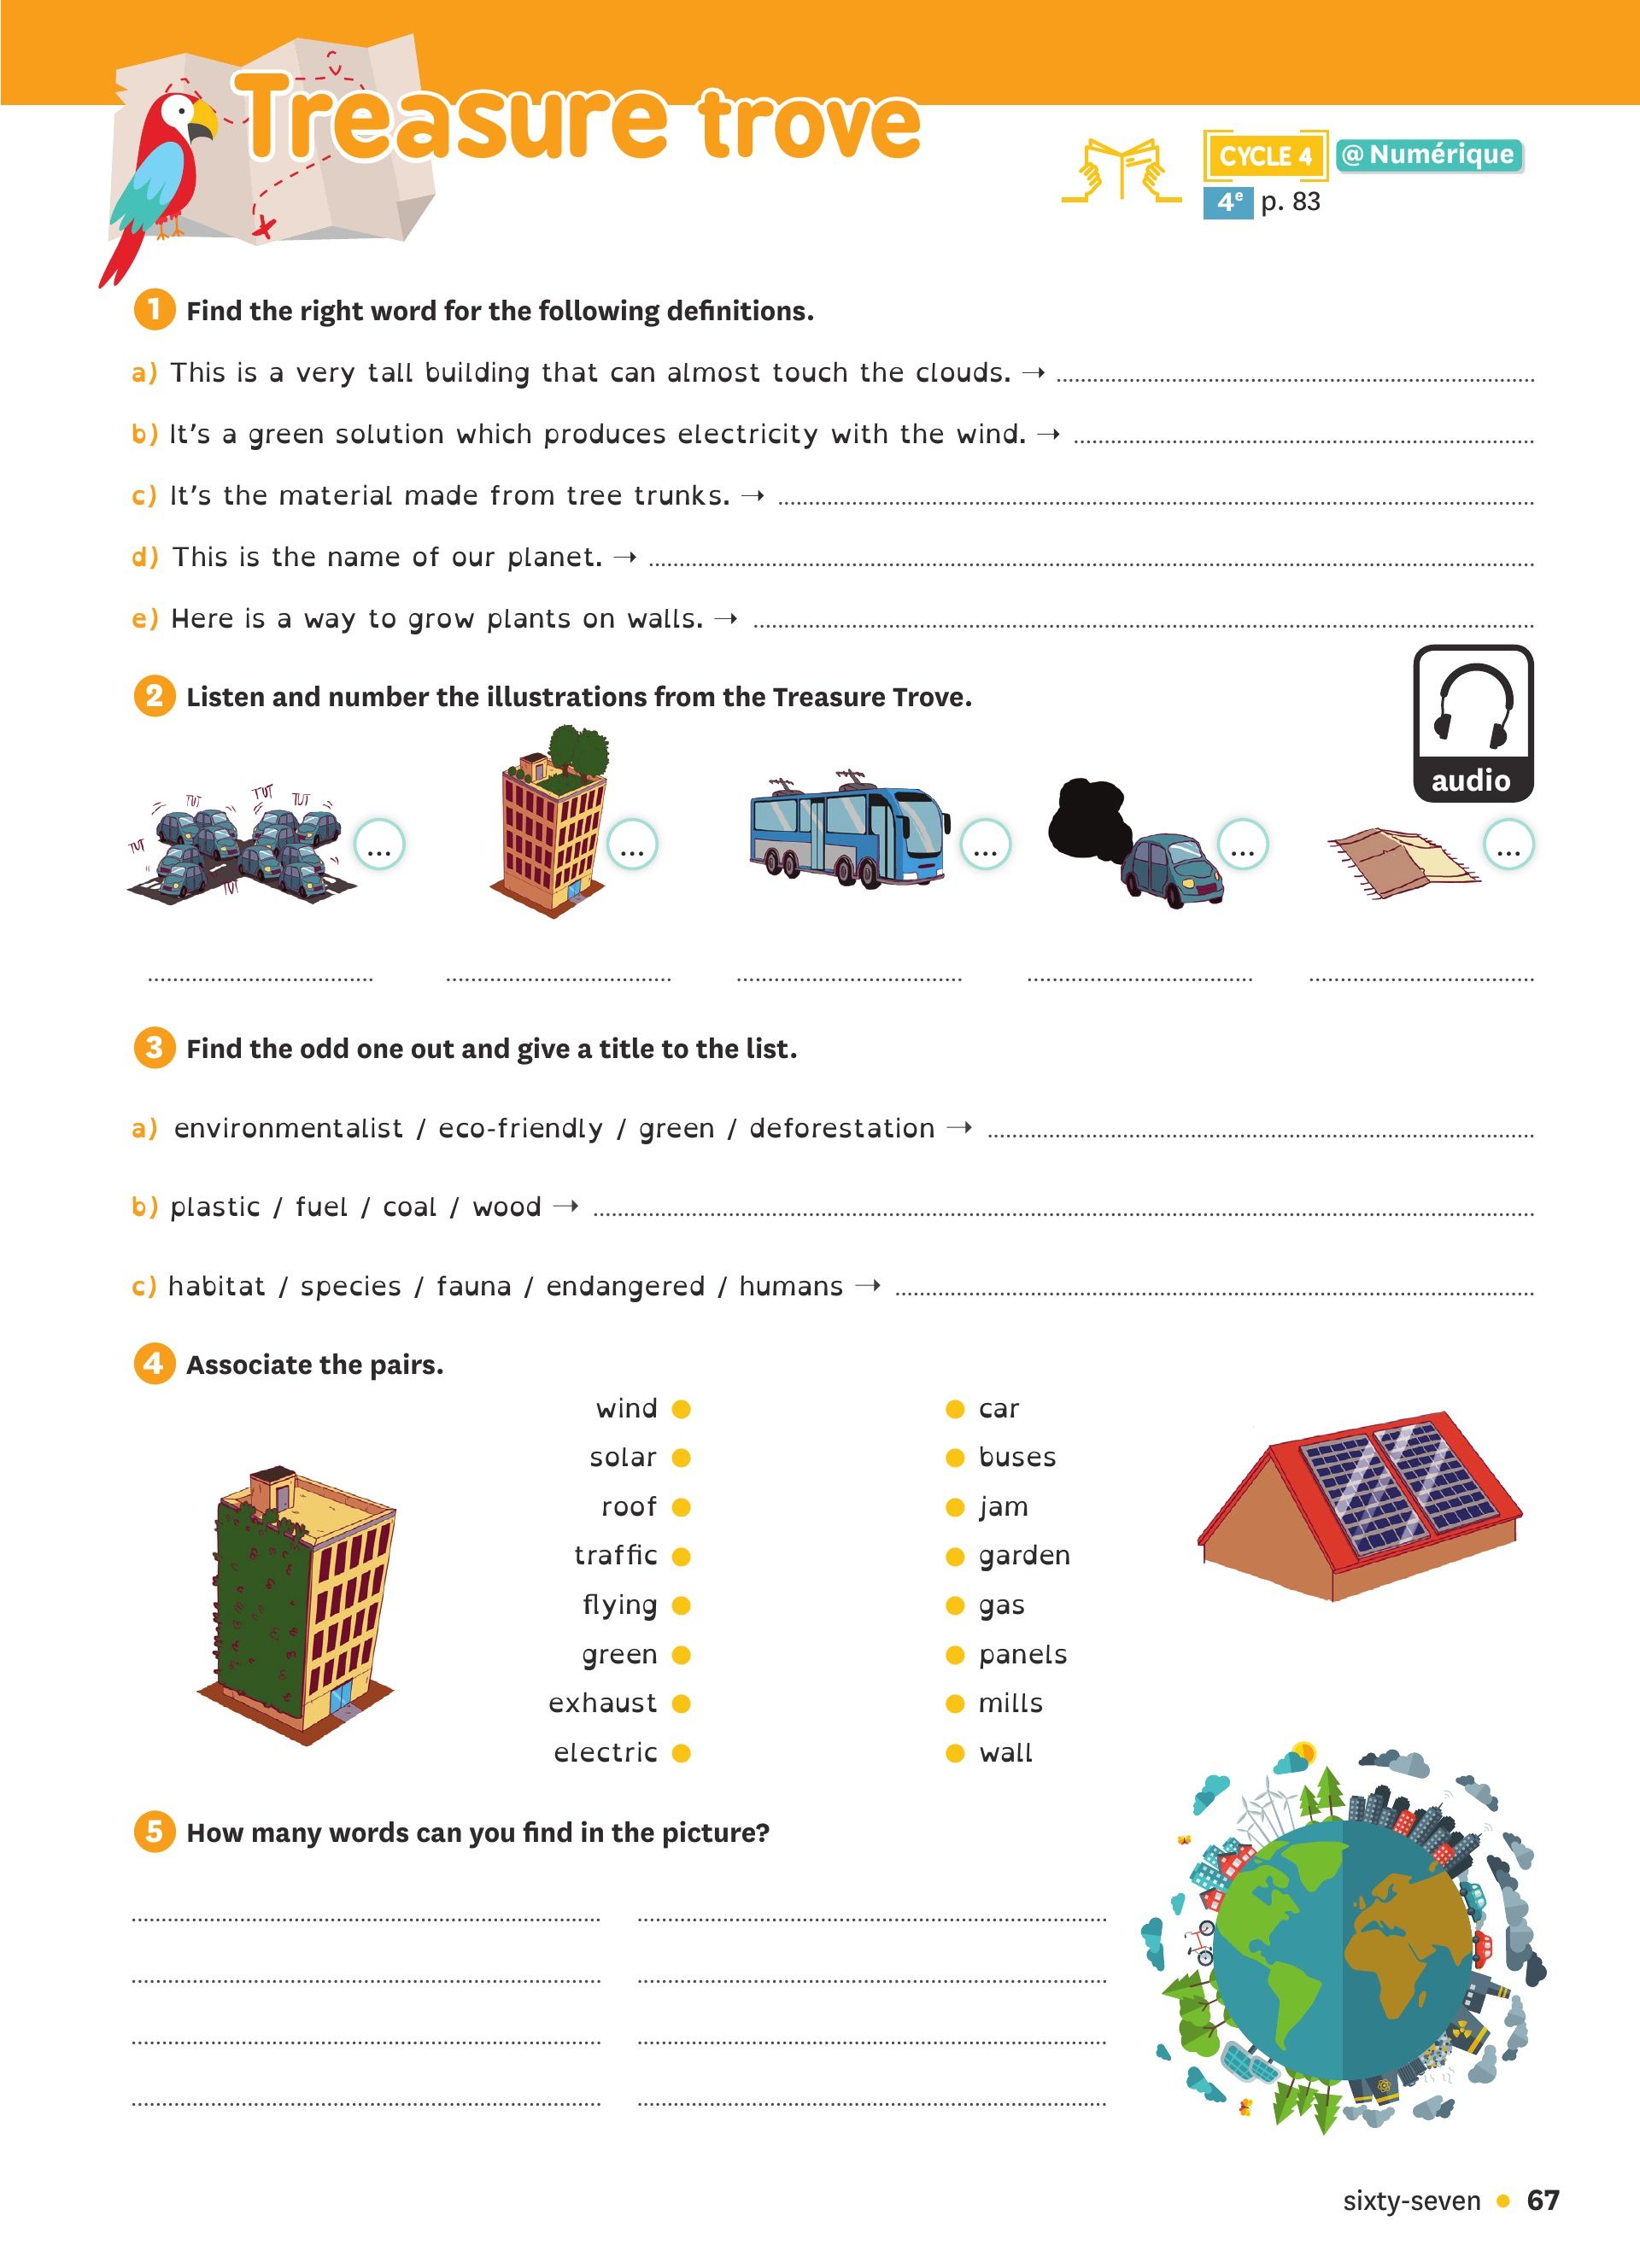 Treasure trove
CYCLE 4 @ Numérique
4e p. 83
1 Find the right word for the following definitions.
a) This is a very tall building that can almost touch the clouds. → ........
b) It's a green solution which produces electricity with the wind. → ........
c) It's the material made from tree trunks. → ........
d) This is the name of our planet. → ........
e) Here is a way to grow plants on walls. → ........
2 Listen and number the illustrations from the Treasure Trove.
audio
TUT TUT TUT
TUT
TUT
... ... ... ... ...
3 Find the odd one out and give a title to the list.
a) environmentalist / eco-friendly / green / deforestation → ........
b) plastic / fuel / coal / wood → ........
c) habitat / species / fauna / endangered / humans → ........
4 Associate the pairs.
wind car
solar buses
roof jam
traffic garden
flying gas
green panels
exhaust mills
electric wall
5 How many words can you find in the picture?
sixty-seven 67